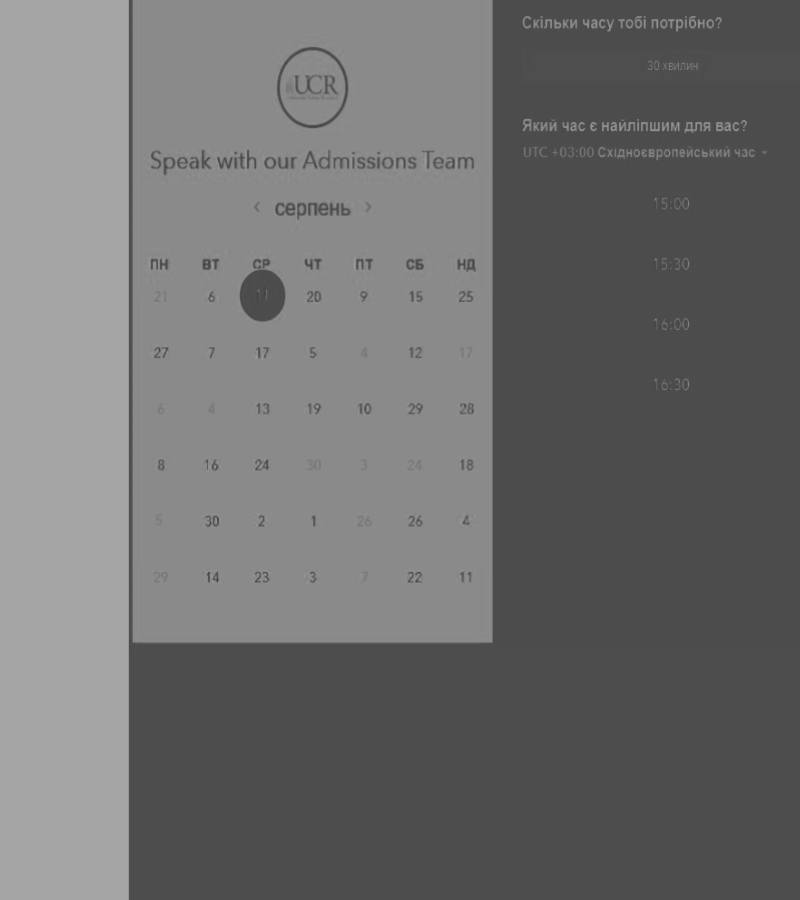 UCR
Speak with our Admissions Team
‹ серпень ›
ПН ВТ СР ЧТ ПТ СБ НД
21 6 11 20 9 15 25
27 7 17 5 4 12 17
6 4 13 19 10 29 28
8 16 24 30 3 24 18
5 30 2 1 26 26 4
29 14 23 3 7 22 11
Скільки часу тобі потрібно?
30 хвилин
Який час є найліпшим для вас?
UTC +03:00 Східноєвропейський час
15:00
15:30
16:00
16:30